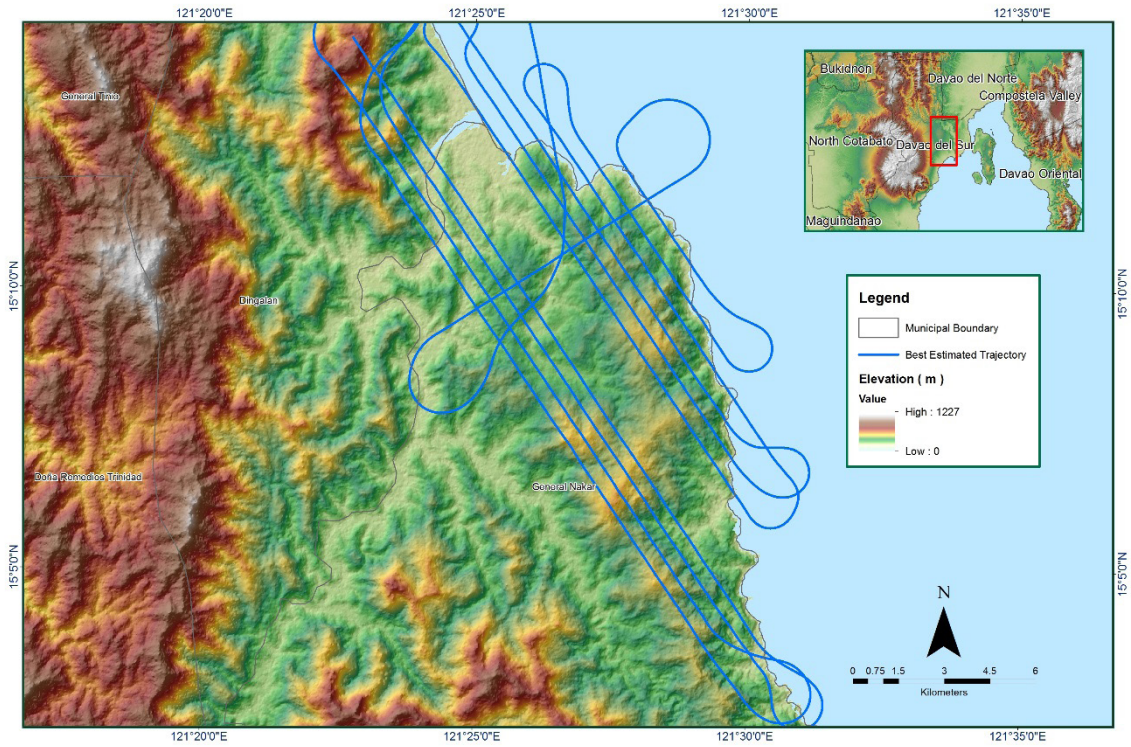 121°20'0"E 121°25'0"E 121°30'0"E 121°35'0"E
General Tinio
Bukidnon
Davao del Norte
Compostela Valley
North Cotabato
Davao del Sur
Davao Oriental
Maguindanao
15°10'0"N
15°10'0"N
Dingalan
Legend
Municipal Boundary
Best Estimated Trajectory
Elevation ( m )
Value
High : 1227
Low : 0
Doña Remedios Trinidad
General Nakar
15°5'0"N
15°5'0"N
N
0 0.75 1.5 3 4.5 6
Kilometers
121°20'0"E 121°25'0"E 121°30'0"E 121°35'0"E